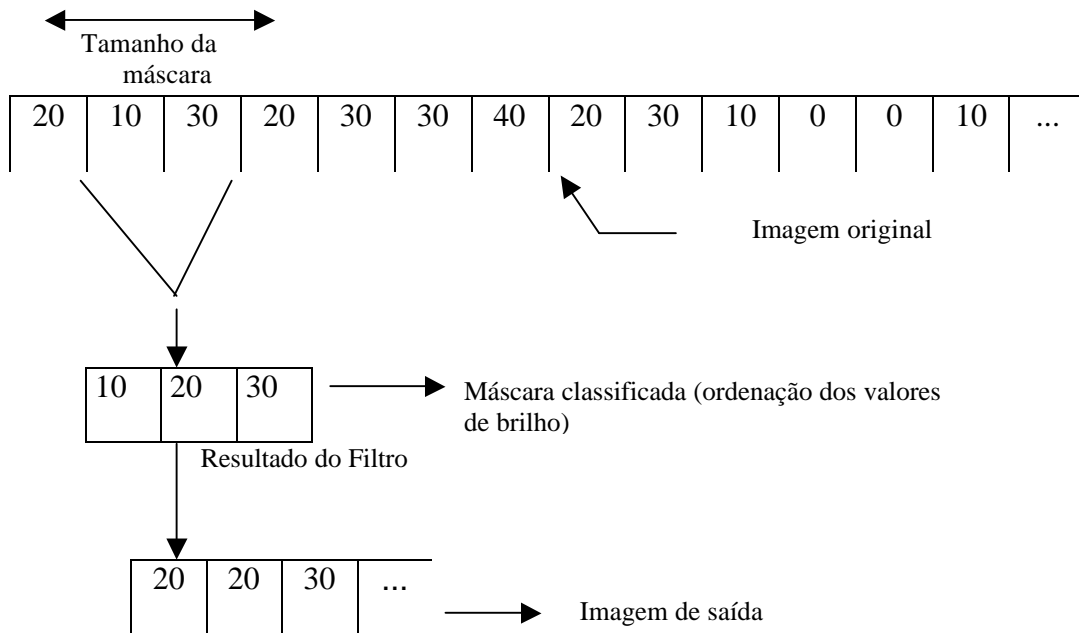 Tamanho da
máscara
20 10 30 20 30 30 40 20 30 10 0 0 10 ...
Imagem original
10 20 30
Máscara classificada (ordenação dos valores
de brilho)
Resultado do Filtro
20 20 30 ...
Imagem de saída